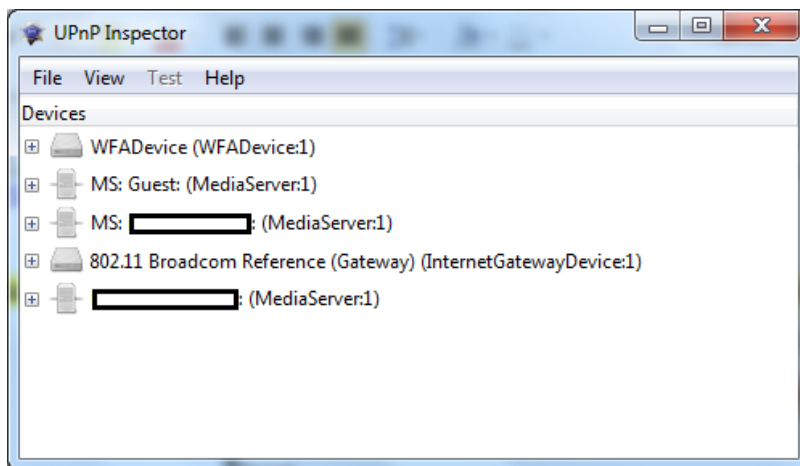 UPnP Inspector
File View Test Help
Devices
WFADevice (WFADevice:1)
MS: Guest: (MediaServer:1)
MS: : (MediaServer:1)
802.11 Broadcom Reference (Gateway) (InternetGatewayDevice:1)
: (MediaServer:1)